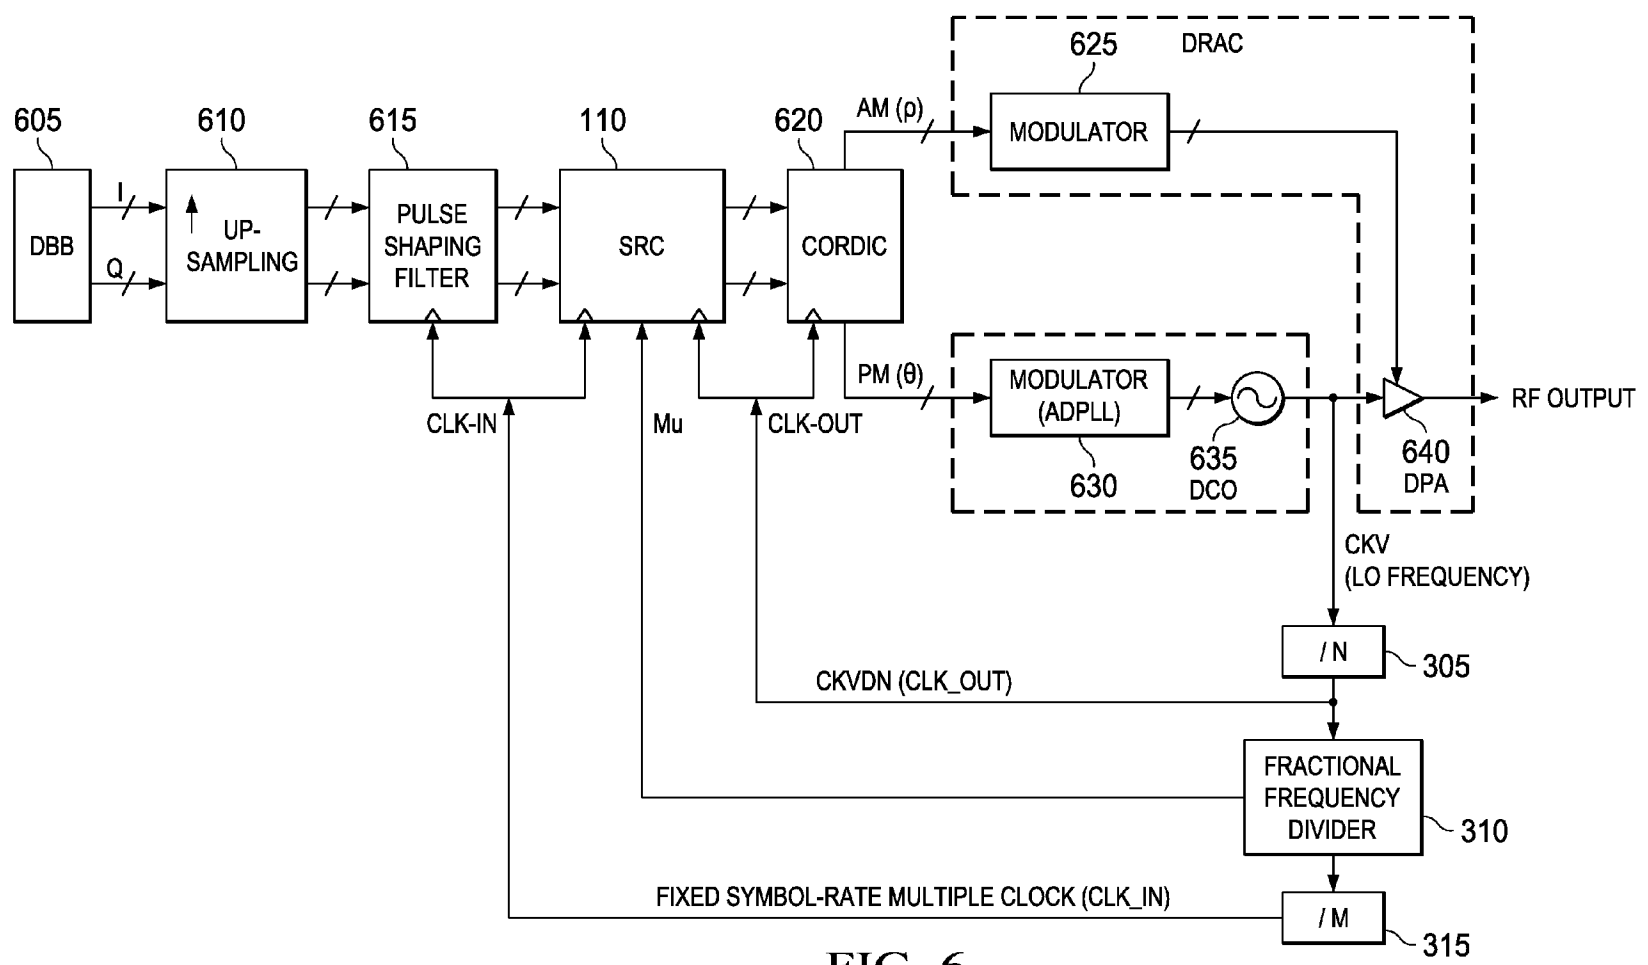 625
DRAC
605
610
615
110
620
AM (ρ)
MODULATOR
I
Q
DBB
UP-
SAMPLING
PULSE
SHAPING
FILTER
SRC
CORDIC
CLK-IN
Mu
CLK-OUT
PM (θ)
MODULATOR
(ADPLL)
630
635
DCO
640
DPA
RF OUTPUT
CKV
(LO FREQUENCY)
/ N
305
CKVDN (CLK_OUT)
FRACTIONAL
FREQUENCY
DIVIDER
310
FIXED SYMBOL-RATE MULTIPLE CLOCK (CLK_IN)
/ M
315
FIG. 6